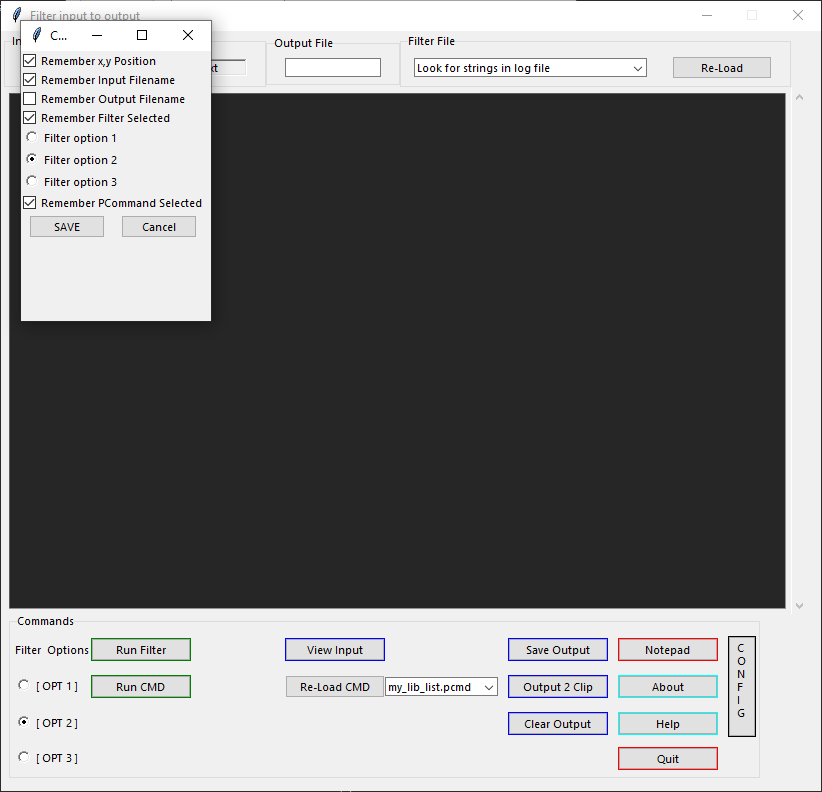 Filter input to output
C...
Remember x,y Position
Remember Input Filename
Remember Output Filename
Remember Filter Selected
Filter option 1
Filter option 2
Filter option 3
Remember PCommand Selected
SAVE Cancel
Output File
Filter File
Look for strings in log file
Re-Load
Commands
Filter Options Run Filter View Input Save Output Notepad
[ OPT 1 ] Run CMD Re-Load CMD my_lib_list.pcmd Output 2 Clip About
[ OPT 2 ] Clear Output Help
[ OPT 3 ] Quit
C
O
N
F
I
G